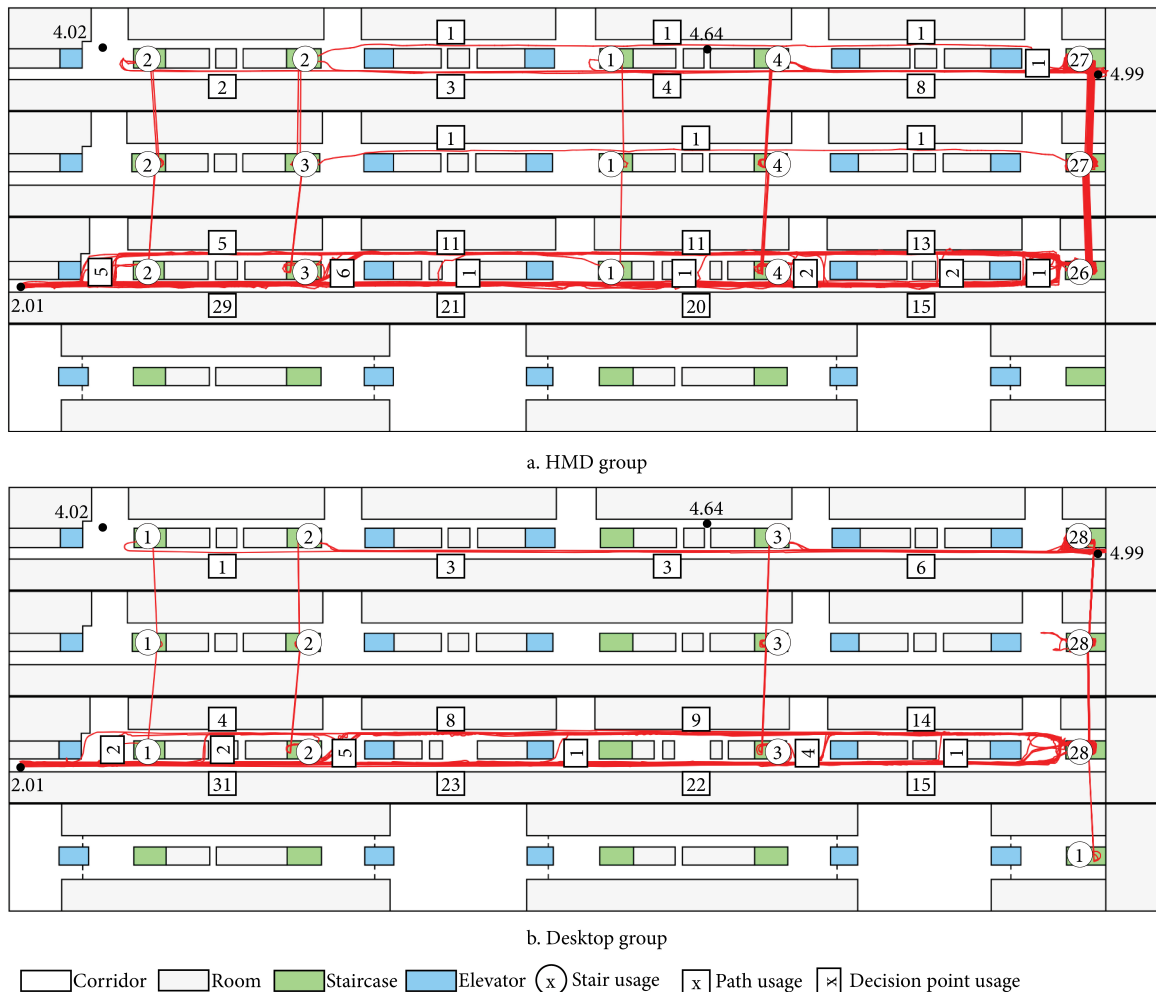 4.02 1 1 4.64 1
2 2 1 4 1 27
4.99
2 3 4 8
1 1 1
2 3 1 4 27
5 11 11 13
5 2 3 6 1 1 1 4 2 2 1 26
2.01 29 21 20 15
a. HMD group
4.02 4.64
1 2 3 28
4.99
1 3 3 6
1 2 3 28
4 8 9 14
2 1 2 2 5 1 3 4 1 28
2.01 31 23 22 15
1
b. Desktop group
Corridor Room Staircase Elevator x Stair usage x Path usage x Decision point usage